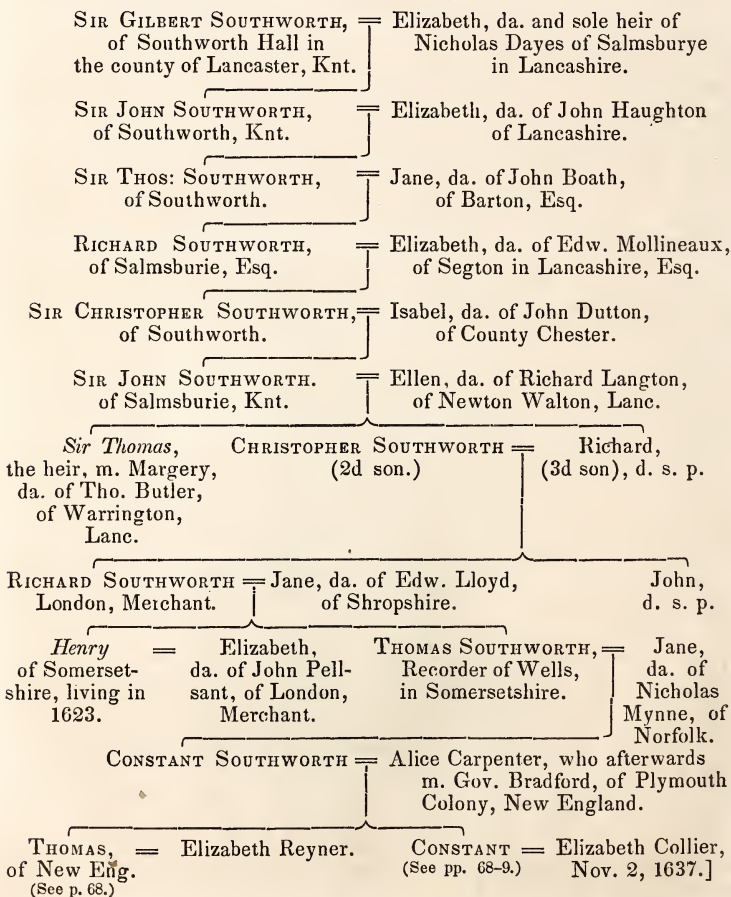 SIR GILBERT SOUTHWORTH, = Elizabeth, da. and sole heir of
of Southworth Hall in Nicholas Dayes of Salmsburye
the county of Lancaster, Knt. in Lancashire.
SIR JOHN SOUTHWORTH, = Elizabeth, da. of John Haughton
of Southworth, Knt. of Lancashire.
SIR THOS: SOUTHWORTH, = Jane, da. of John Boath,
of Southworth. of Barton, Esq.
RICHARD SOUTHWORTH, = Elizabeth, da. of Edw. Mollineaux,
of Salmsburie, Esq. of Segton in Lancashire, Esq.
SIR CHRISTOPHER SOUTHWORTH, = Isabel, da. of John Dutton,
of Southworth. of County Chester.
SIR JOHN SOUTHWORTH. = Ellen, da. of Richard Langton,
of Salmsburie, Knt. of Newton Walton, Lanc.
Sir Thomas, CHRISTOPHER SOUTHWORTH = Richard,
the heir, m. Margery, (2d son.) (3d son), d. s. p.
da. of Tho. Butler,
of Warrington,
Lanc.
RICHARD SOUTHWORTH = Jane, da. of Edw. Lloyd, John,
London, Merchant. of Shropshire. d. s. p.
Henry = Elizabeth, THOMAS SOUTHWORTH, = Jane,
of Somerset- da. of John Pell- Recorder of Wells, da. of
shire, living in sant, of London, in Somersetshire. Nicholas
1623. Merchant. Mynne, of
Norfolk.
CONSTANT SOUTHWORTH = Alice Carpenter, who afterwards
m. Gov. Bradford, of Plymouth
Colony, New England.
THOMAS, = Elizabeth Reyner. CONSTANT = Elizabeth Collier,
of New Eng. (See pp. 68-9.) Nov. 2, 1637.]
(See p. 68.)